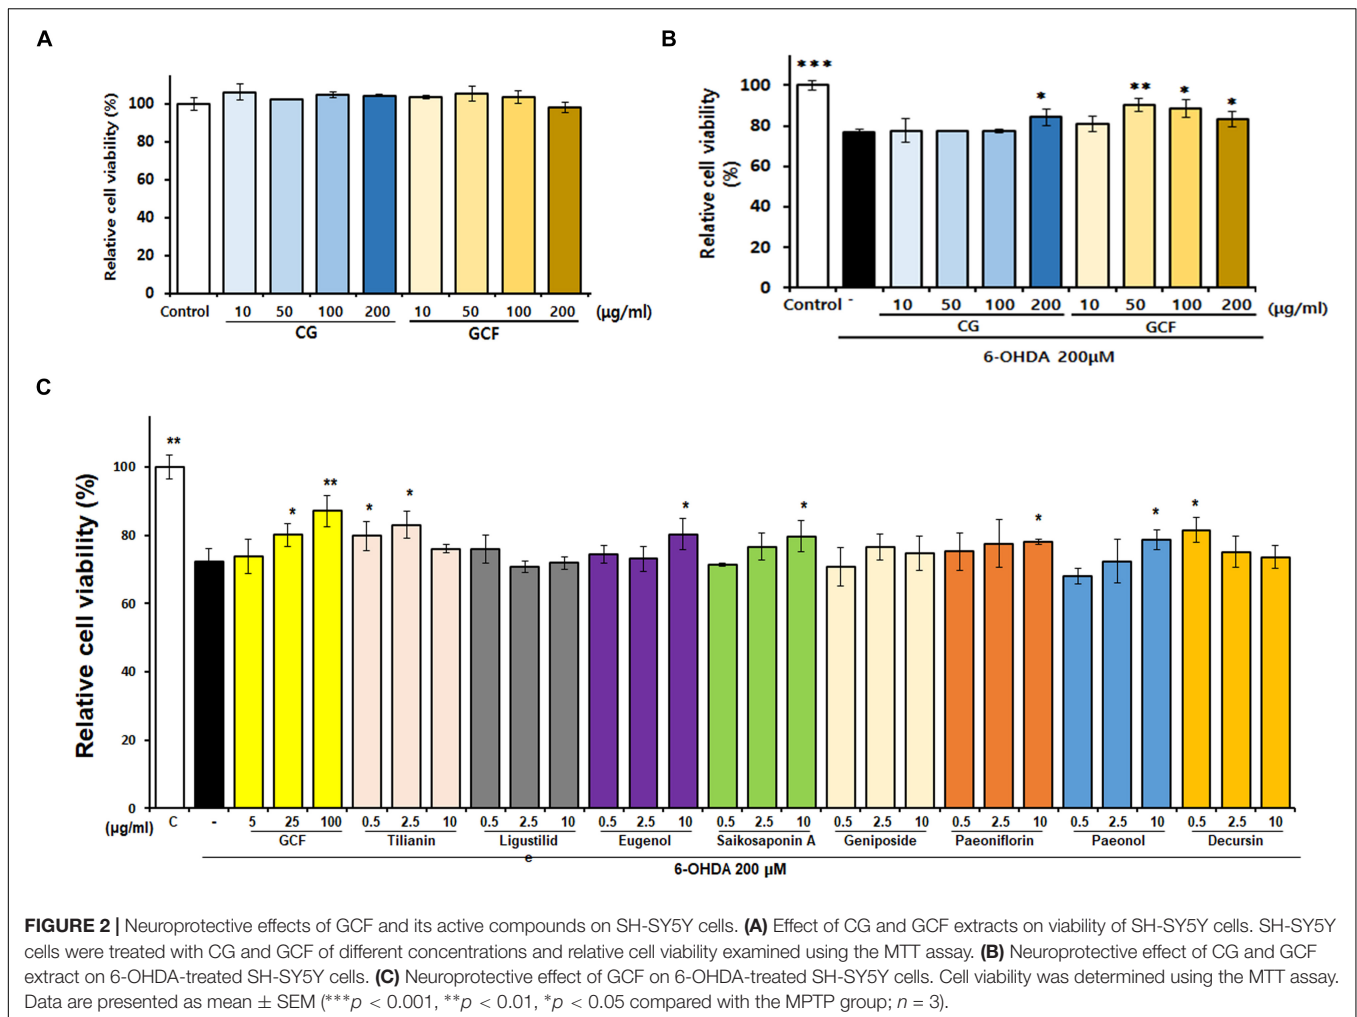 A
Relative cell viability (%)
100
80
60
40
20
0
Control 10 50 100 200 10 50 100 200 (μg/ml)
CG GCF
B
Relative cell viability
(%)
100
80
60
40
20
0
*** * ** * *
Control - 10 50 100 200 10 50 100 200 (μg/ml)
CG GCF
6-OHDA 200μM
C
Relative cell viability (%)
100
80
60
40
20
0
** * ** * * * * * * *
(μg/ml) C - 5 25 100 0.5 2.5 10 0.5 2.5 10 0.5 2.5 10 0.5 2.5 10 0.5 2.5 10 0.5 2.5 10 0.5 2.5 10 0.5 2.5 10
GCF Tilianin Ligustilid Eugenol Saikosaponin A Geniposide Paeoniflorin Paeonol Decursin
e
6-OHDA 200 μM
FIGURE 2 | Neuroprotective effects of GCF and its active compounds on SH-SY5Y cells. (A) Effect of CG and GCF extracts on viability of SH-SY5Y cells. SH-SY5Y
cells were treated with CG and GCF of different concentrations and relative cell viability examined using the MTT assay. (B) Neuroprotective effect of CG and GCF
extract on 6-OHDA-treated SH-SY5Y cells. (C) Neuroprotective effect of GCF on 6-OHDA-treated SH-SY5Y cells. Cell viability was determined using the MTT assay.
Data are presented as mean ± SEM (***p < 0.001, **p < 0.01, *p < 0.05 compared with the MPTP group; n = 3).